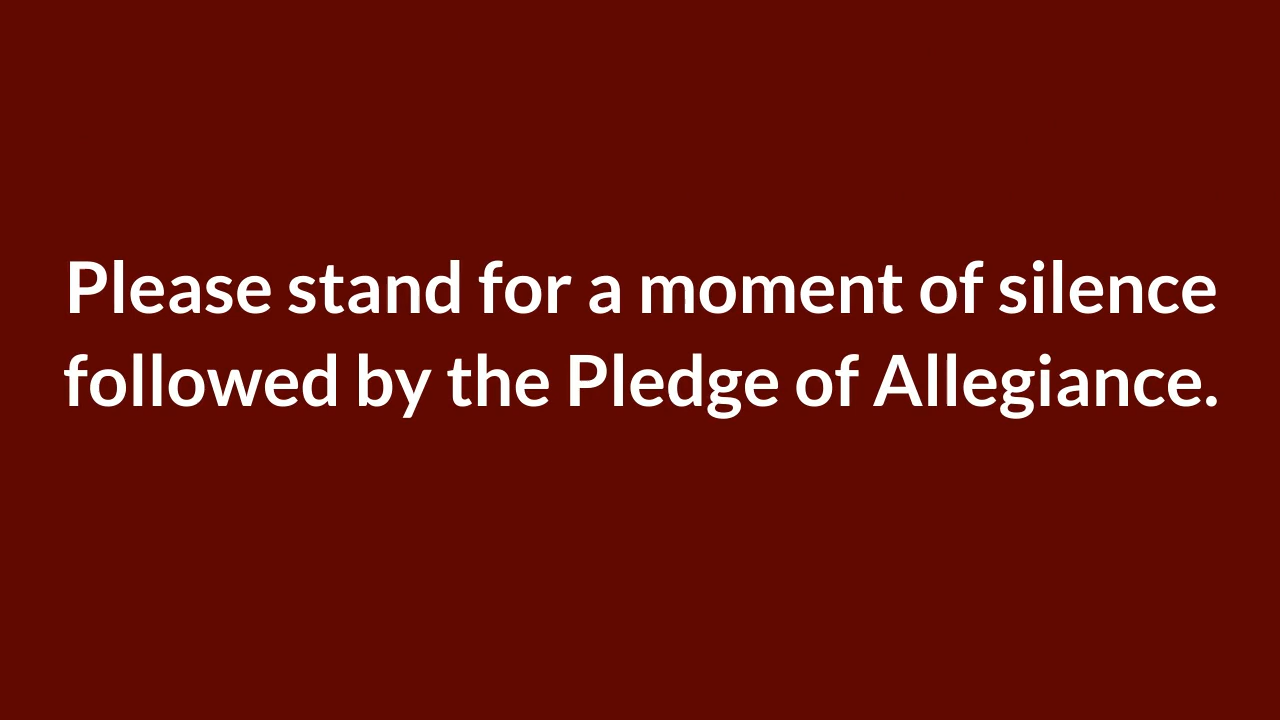 Please stand for a moment of silence
followed by the Pledge of Allegiance.